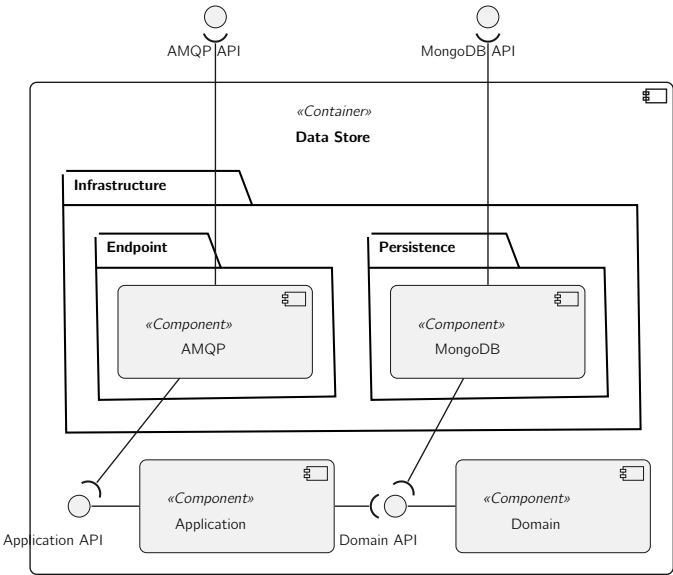 AMQP API
MongoDB API
«Container»
Data Store
Infrastructure
Endpoint
Persistence
«Component»
AMQP
«Component»
MongoDB
«Component»
Application
«Component»
Domain
Application API
Domain API